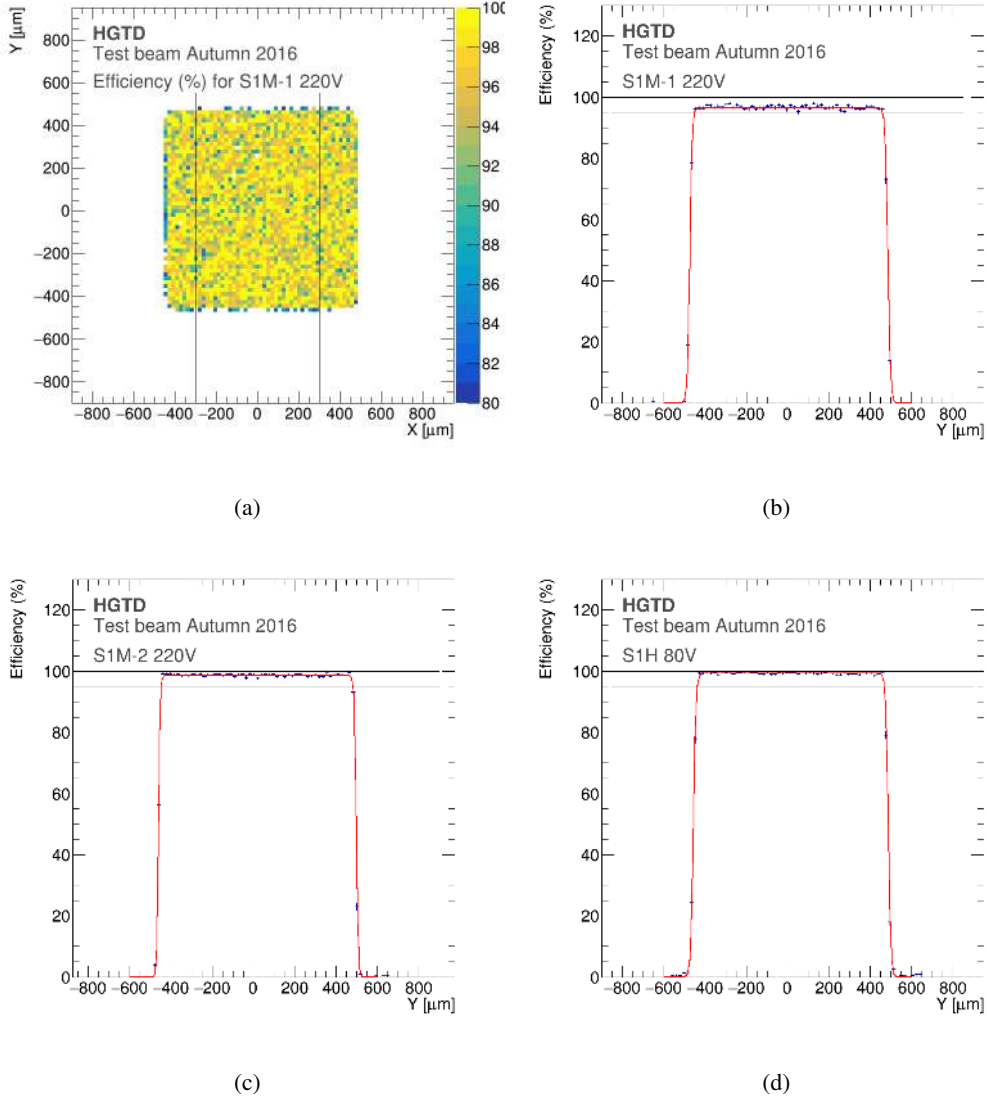 Y [μm]
HGTD
Test beam Autumn 2016
Efficiency (%) for S1M-1 220V
800
600
400
200
0
−200
−400
−600
−800
−800 −600 −400 −200 0 200 400 600 800
X [μm]
100
98
96
94
92
90
88
86
84
82
80
(a)
Efficiency (%)
HGTD
Test beam Autumn 2016
S1M-1 220V
120
100
80
60
40
20
0
−800 −600 −400 −200 0 200 400 600 800
Y [μm]
(b)
Efficiency (%)
HGTD
Test beam Autumn 2016
S1M-2 220V
120
100
80
60
40
20
0
−800 −600 −400 −200 0 200 400 600 800
Y [μm]
(c)
Efficiency (%)
HGTD
Test beam Autumn 2016
S1H 80V
120
100
80
60
40
20
0
−800 −600 −400 −200 0 200 400 600 800
Y [μm]
(d)